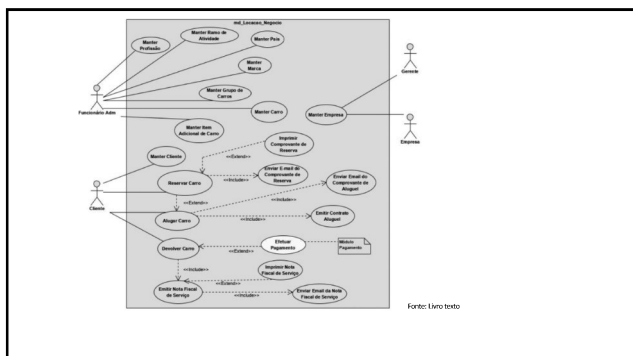 md_Locacao_Negocio
Manter
Profissão
Manter Ramo de
Atividade
Manter País
Manter
Marca
Manter Grupo de
Carros
Manter Carro
Manter Empresa
Gerente
Empresa
Funcionário Adm
Manter Item
Adicional de Carro
Imprimir
Comprovante de
Reserva
Manter Cliente
<<Extend>>
Enviar E-mail de
Comprovante de
Reserva
Reservar Carro
<<Include>>
Enviar Email do
Comprovante de
Aluguel
Cliente
<<Extend>>
<<Include>>
Alugar Carro
<<Include>>
Emitir Contrato
Aluguel
Devolver Carro
<<Extend>>
Efetuar
Pagamento
Módulo
Pagamento
<<Include>>
Imprimir Nota
Fiscal de Serviço
<<Extend>>
Emitir Nota Fiscal
de Serviço
<<Include>>
Enviar Email da Nota
Fiscal de Serviço
Fonte: Livro texto